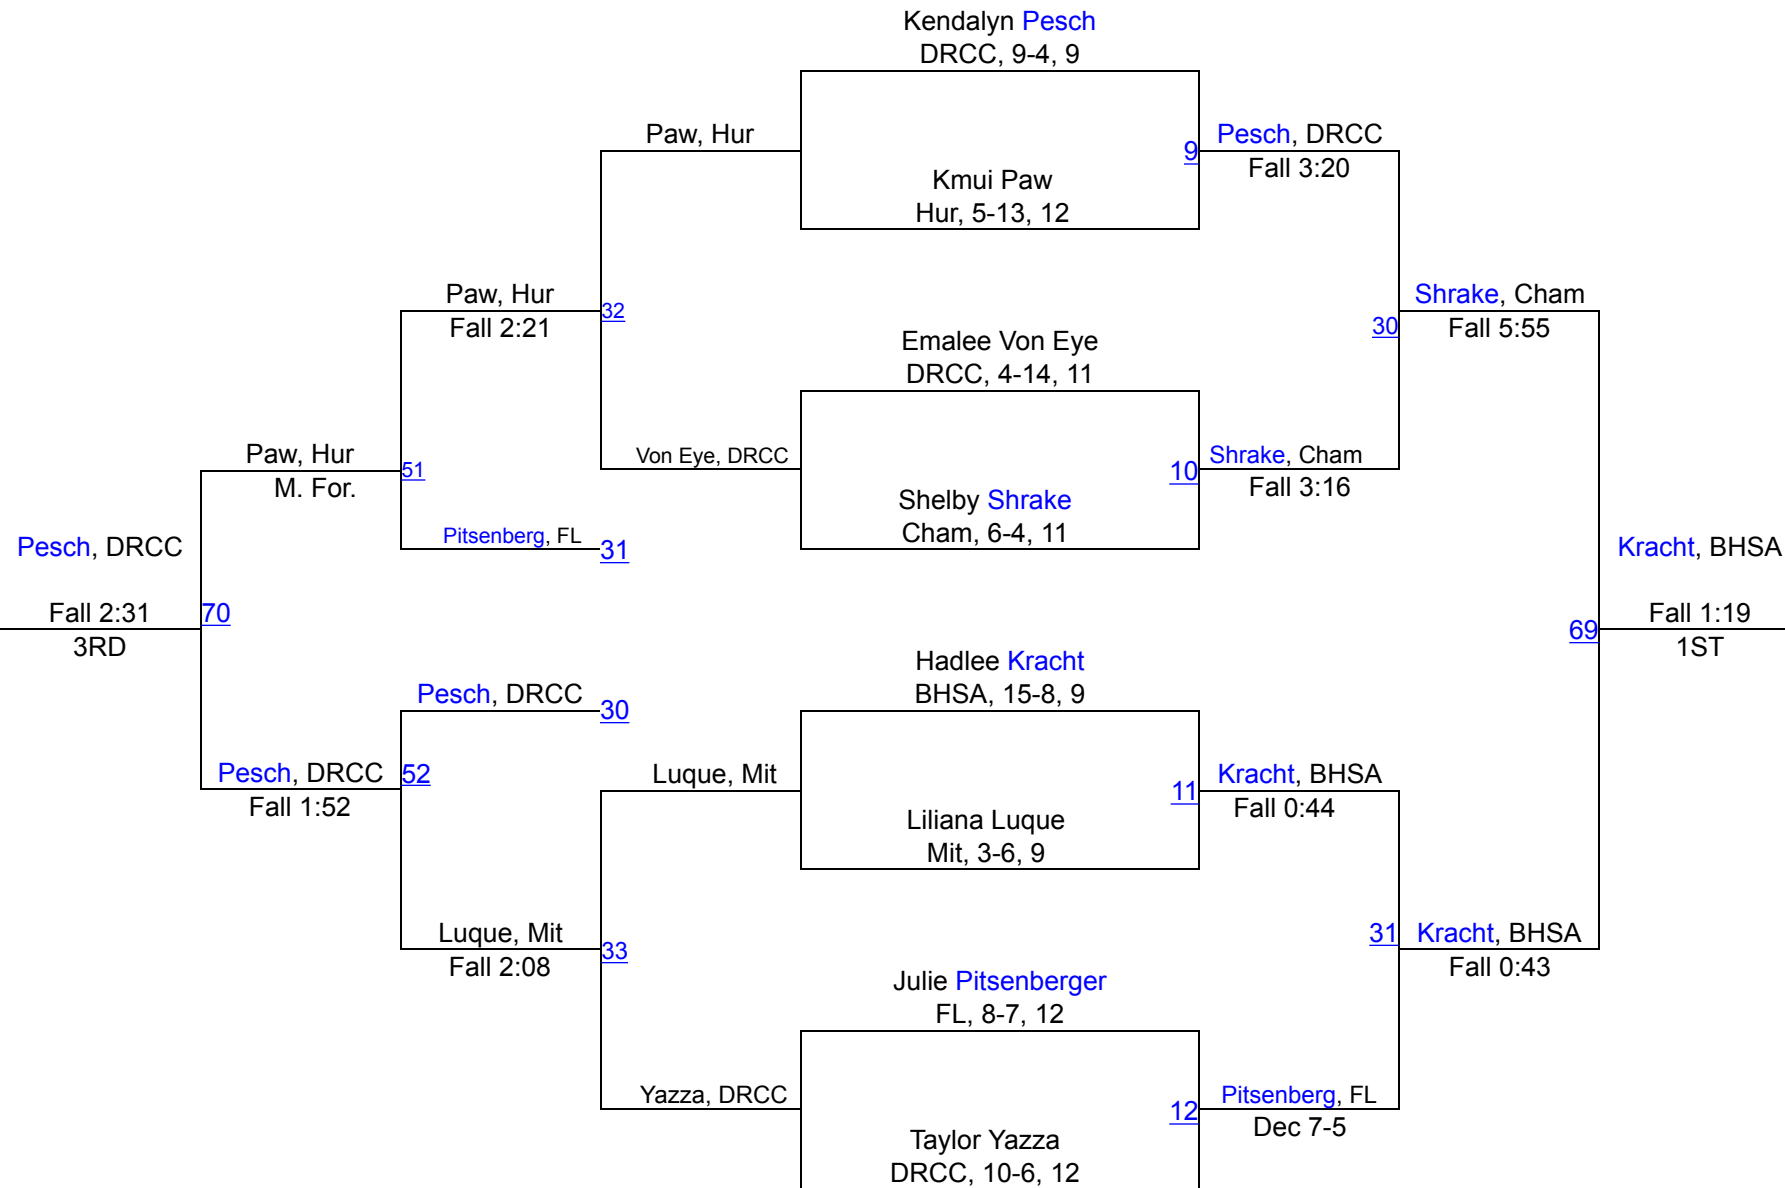 Kendalyn Pesch
DRCC, 9-4, 9
Paw, Hur
9
Pesch, DRCC
Fall 3:20
Kmui Paw
Hur, 5-13, 12
Paw, Hur
Fall 2:21
32
30
Shrake, Cham
Fall 5:55
Emalee Von Eye
DRCC, 4-14, 11
Paw, Hur
M. For.
51
Von Eye, DRCC
10
Shrake, Cham
Fall 3:16
Shelby Shrake
Cham, 6-4, 11
Pitsenberg, FL
31
Pesch, DRCC
Fall 2:31
3RD
70
Kracht, BHSA
Fall 1:19
1ST
69
Hadlee Kracht
BHSA, 15-8, 9
Pesch, DRCC
30
Pesch, DRCC
Fall 1:52
52
Luque, Mit
11
Kracht, BHSA
Fall 0:44
Liliana Luque
Mit, 3-6, 9
Luque, Mit
Fall 2:08
33
31
Kracht, BHSA
Fall 0:43
Julie Pitsenberger
FL, 8-7, 12
Yazza, DRCC
12
Pitsenberg, FL
Dec 7-5
Taylor Yazza
DRCC, 10-6, 12